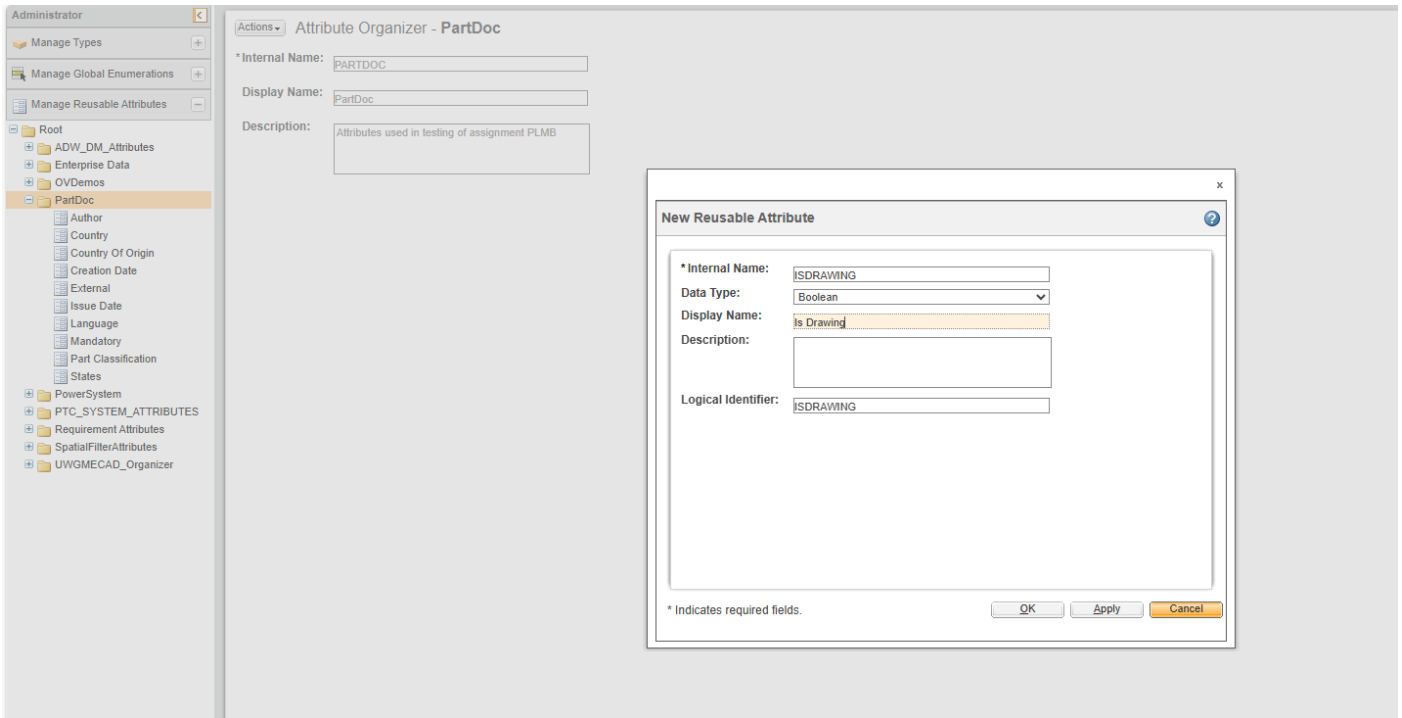 Administrator
Manage Types
Manage Global Enumerations
Manage Reusable Attributes
Root
ADW_DM_Attributes
Enterprise Data
OVDemos
PartDoc
Author
Country
Country Of Origin
Creation Date
External
Issue Date
Language
Mandatory
Part Classification
States
PowerSystem
PTC_SYSTEM_ATTRIBUTES
Requirement Attributes
SpatialFilterAttributes
UWGMECAD_Organizer
Actions Attribute Organizer - PartDoc
*Internal Name: PARTDOC
Display Name: PartDoc
Description: Attributes used in testing of assignment PLMB
x
New Reusable Attribute ?
*Internal Name: ISDRAWING
Data Type: Boolean
Display Name: Is Drawing
Description:
Logical Identifier: ISDRAWING
* Indicates required fields. OK Apply Cancel